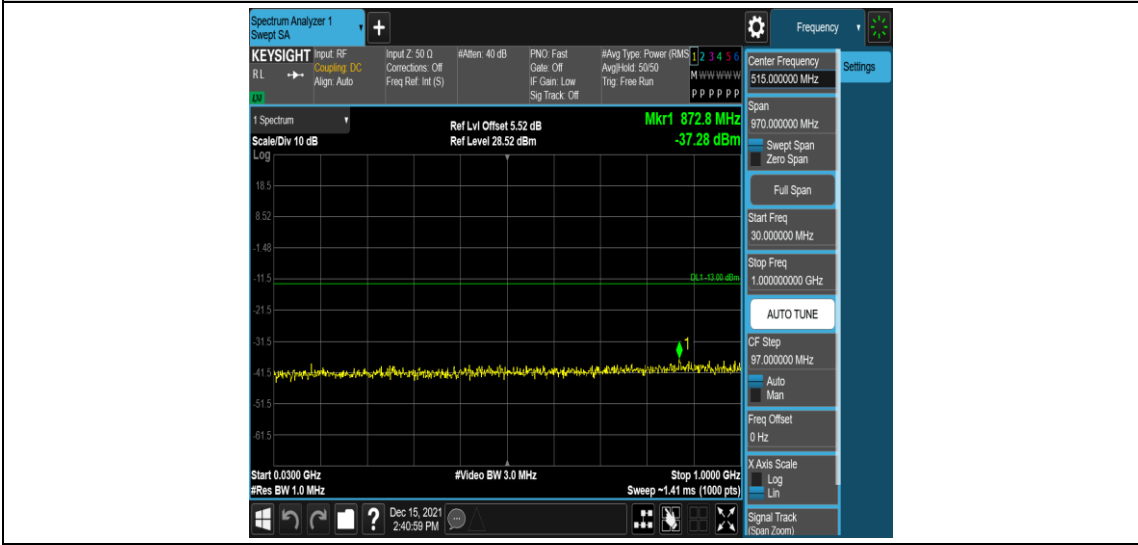 Spectrum Analyzer 1
Swept SA
+
Frequency
KEYSIGHT
Input: RF
Input Z: 50 Ω
#Atten: 40 dB
PNO: Fast
#Avg Type: Power (RMS
1 2 3 4 5 6
R L
Coupling: DC
Corrections: Off
Gate: Off
Avg|Hold: 50/50
M W W W W W
Align: Auto
Freq Ref: Int (S)
IF Gain: Low
Trig: Free Run
Sig Track: Off
P P P P P P
LXI
1 Spectrum
Ref Lvl Offset 5.52 dB
Mkr1 872.8 MHz
Scale/Div 10 dB
Ref Level 28.52 dBm
-37.28 dBm
Log
18.5
8.52
-1.48
-11.5
DL1 -13.00 dBm
-21.5
-31.5
1
-41.5
-51.5
-61.5
Start 0.0300 GHz
#Video BW 3.0 MHz
Stop 1.0000 GHz
#Res BW 1.0 MHz
Sweep ~1.41 ms (1000 pts)
?
Dec 15, 2021
2:40:59 PM
Center Frequency
515.000000 MHz
Settings
Span
970.000000 MHz
Swept Span
Zero Span
Full Span
Start Freq
30.000000 MHz
Stop Freq
1.000000000 GHz
AUTO TUNE
CF Step
97.000000 MHz
Auto
Man
Freq Offset
0 Hz
X Axis Scale
Log
Lin
Signal Track
(Span Zoom)